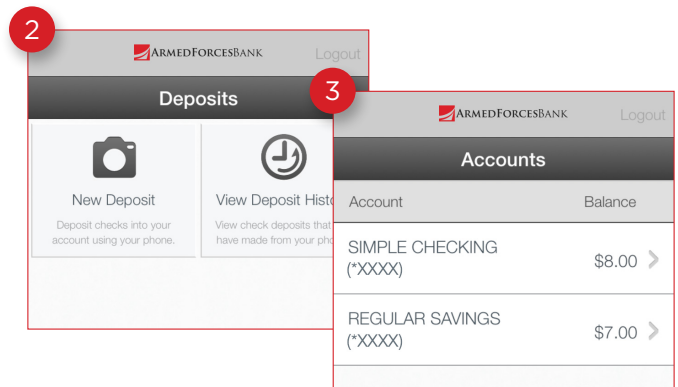 2
ARMEDFORCESBANK
Logout
Deposits
New Deposit
Deposit checks into your
account using your phone.
View Deposit Histo
View check deposits that
have made from your pho
3
ARMEDFORCESBANK
Logout
Accounts
Account Balance
SIMPLE CHECKING
(*XXXX)
$8.00
REGULAR SAVINGS
(*XXXX)
$7.00